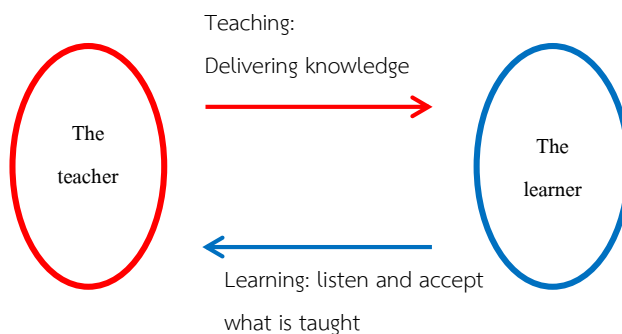 Teaching:
Delivering knowledge
The
teacher
The
learner
Learning: listen and accept
what is taught